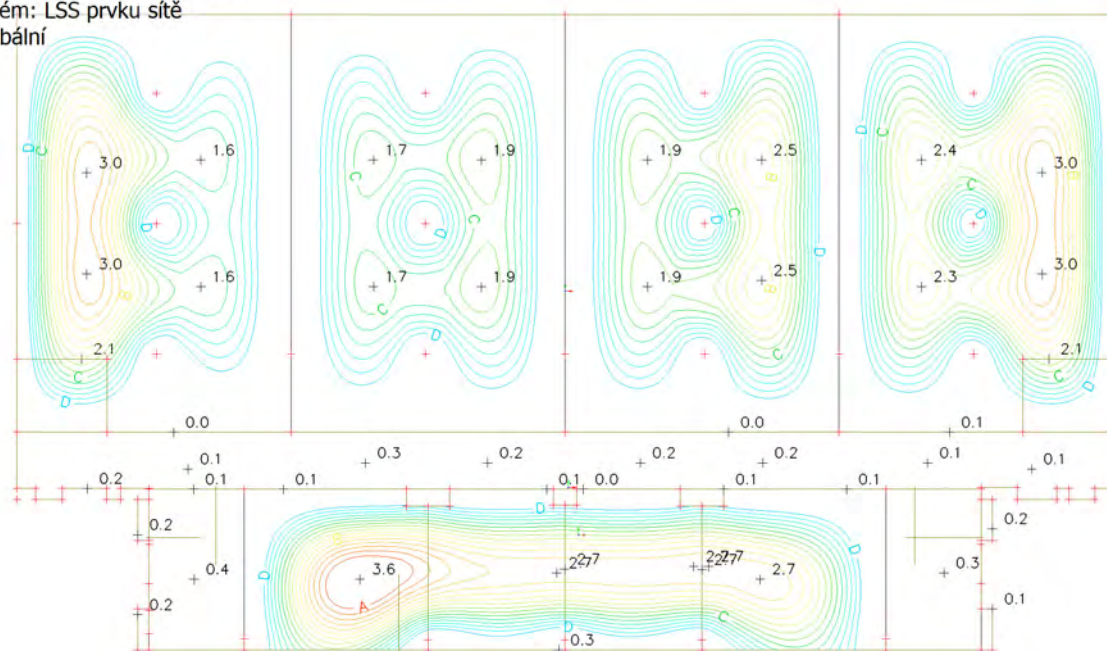 ém: LSS prvku sítě
bální
D C 3.0 1.6 1.7 1.9 1.9 2.5 D C 2.4 3.0
C B C B
D D C C D D
3.0 1.6 1.7 1.9 1.9 2.5 2.3 3.0
B C B D
2.1 D C 2.1
C D C D
0.0 0.0 0.1
0.1 0.3 0.2 0.2 0.2 0.1 0.1
0.2 0.1 0.1 0.1 0.0 0.1 0.1
0.2 D 0.2
B
D 3.6 2.7 2.7 D
0.4 A 0.3
0.2 C 0.1
D
0.3